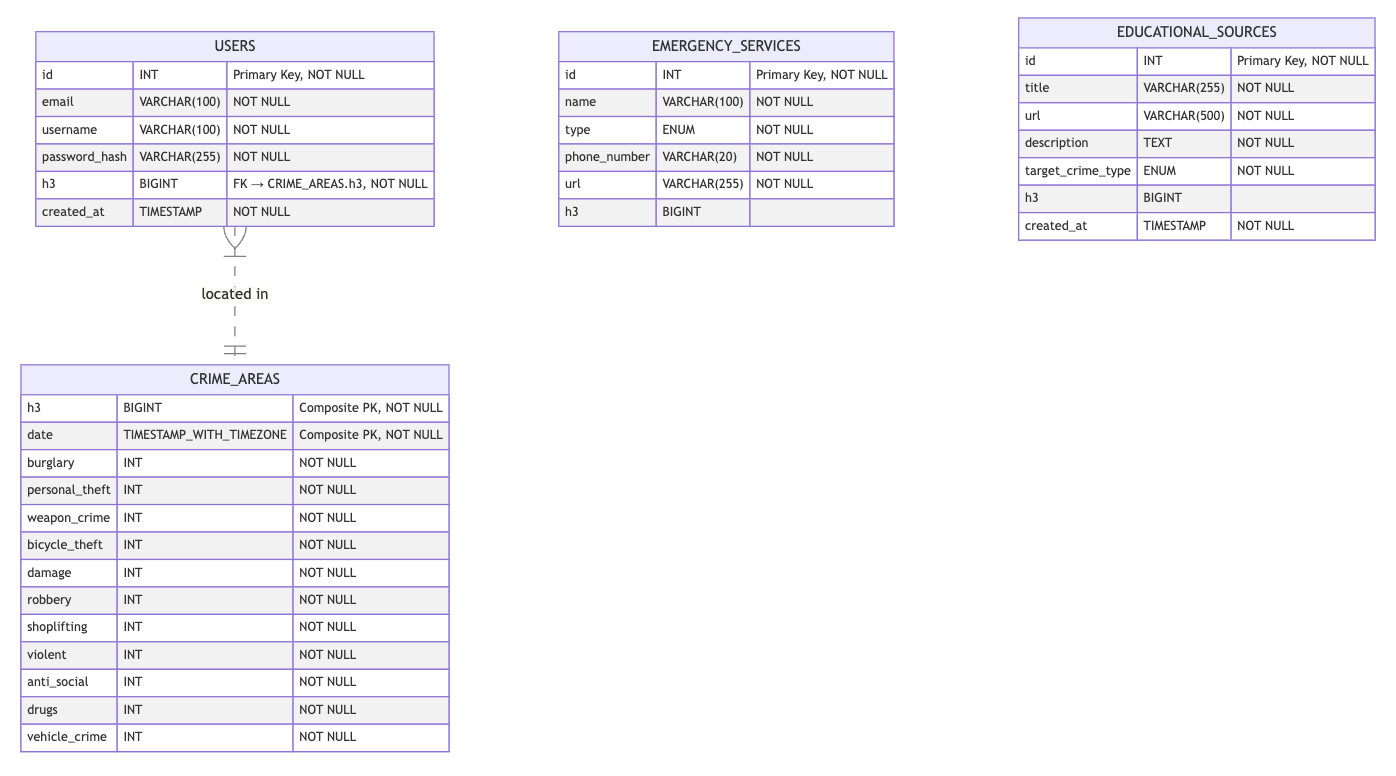 USERS
id INT Primary Key, NOT NULL
email VARCHAR(100) NOT NULL
username VARCHAR(100) NOT NULL
password_hash VARCHAR(255) NOT NULL
h3 BIGINT FK → CRIME_AREAS.h3, NOT NULL
created_at TIMESTAMP NOT NULL
EMERGENCY_SERVICES
id INT Primary Key, NOT NULL
name VARCHAR(100) NOT NULL
type ENUM NOT NULL
phone_number VARCHAR(20) NOT NULL
url VARCHAR(255) NOT NULL
h3 BIGINT
EDUCATIONAL_SOURCES
id INT Primary Key, NOT NULL
title VARCHAR(255) NOT NULL
url VARCHAR(500) NOT NULL
description TEXT NOT NULL
target_crime_type ENUM NOT NULL
h3 BIGINT
created_at TIMESTAMP NOT NULL
located in
CRIME_AREAS
h3 BIGINT Composite PK, NOT NULL
date TIMESTAMP_WITH_TIMEZONE Composite PK, NOT NULL
burglary INT NOT NULL
personal_theft INT NOT NULL
weapon_crime INT NOT NULL
bicycle_theft INT NOT NULL
damage INT NOT NULL
robbery INT NOT NULL
shoplifting INT NOT NULL
violent INT NOT NULL
anti_social INT NOT NULL
drugs INT NOT NULL
vehicle_crime INT NOT NULL